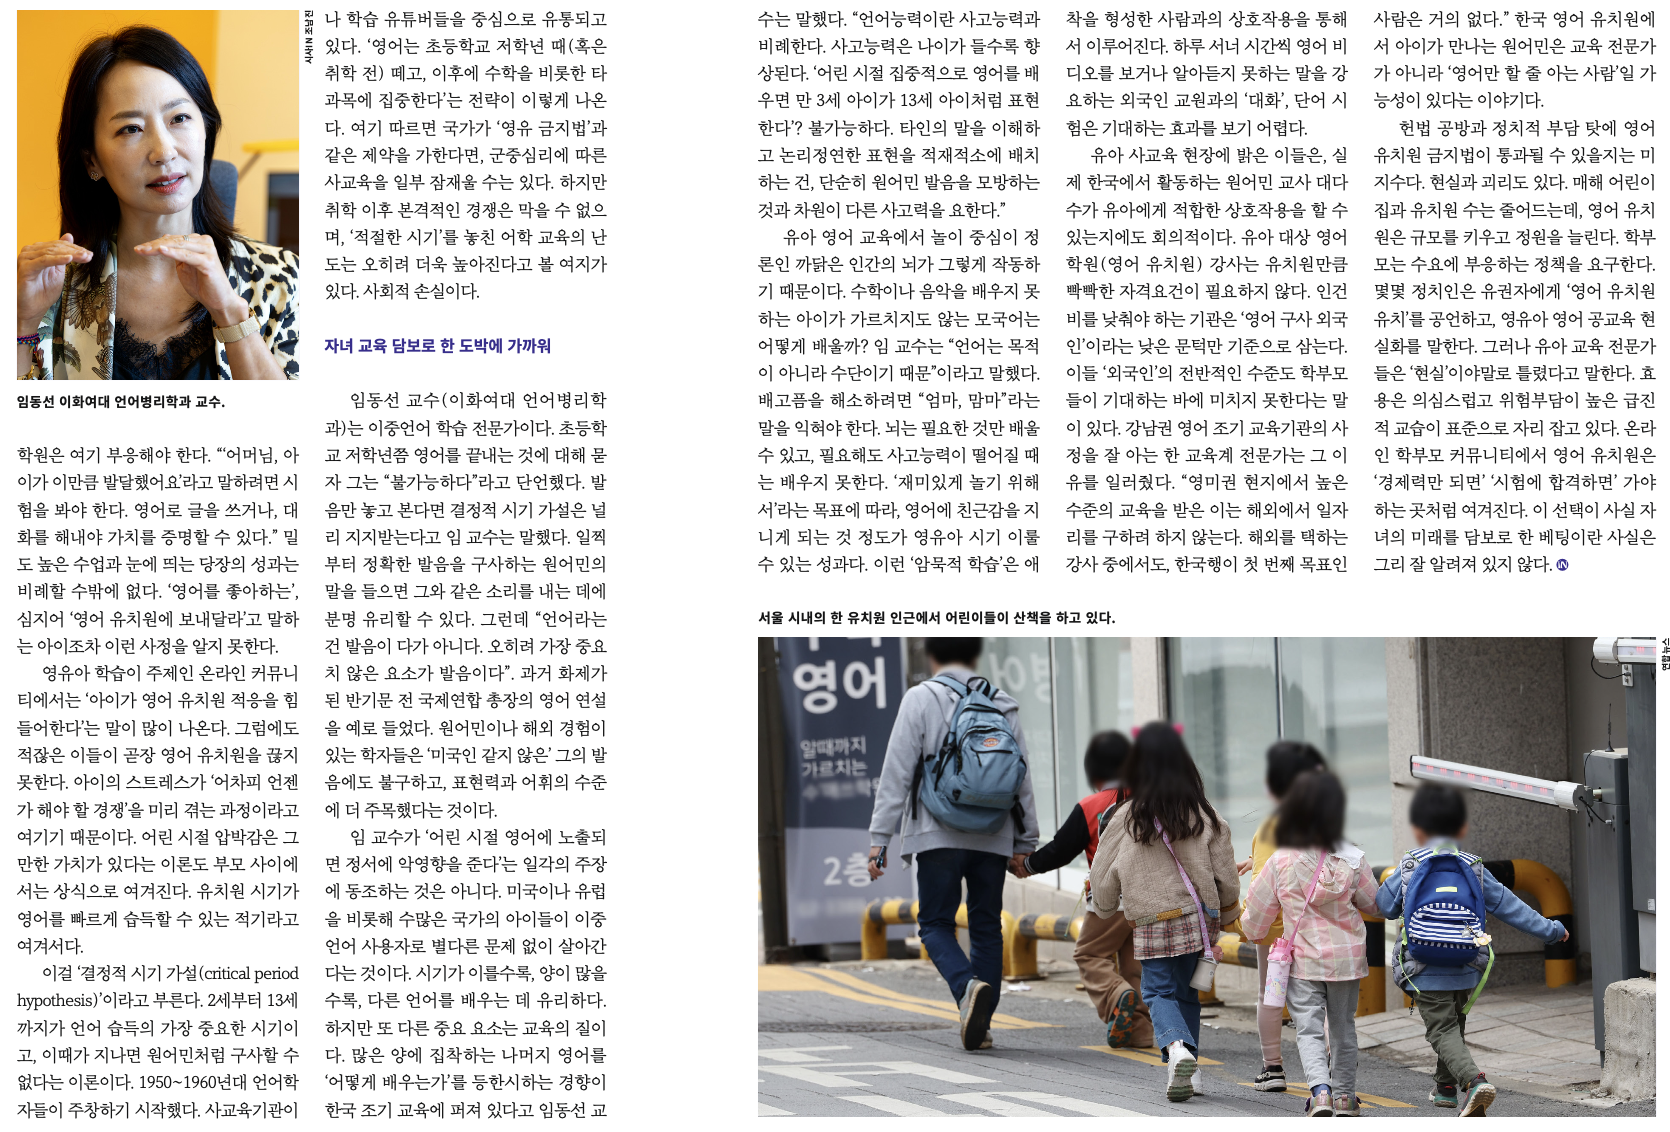 시사IN 조남진
임동선 이화여대 언어병리학과 교수.
학원은 여기 부응해야 한다. “‘어머님, 아
이가 이만큼 발달했어요’라고 말하려면 시
험을 봐야 한다. 영어로 글을 쓰거나, 대
화를 해내야 가치를 증명할 수 있다.” 밀
도 높은 수업과 눈에 띄는 당장의 성과는
비례할 수밖에 없다. ‘영어를 좋아하는’,
심지어 ‘영어 유치원에 보내달라’고 말하
는 아이조차 이런 사정을 알지 못한다.
영유아 학습이 주제인 온라인 커뮤니
티에서는 ‘아이가 영어 유치원 적응을 힘
들어한다’는 말이 많이 나온다. 그럼에도
적잖은 이들이 곧장 영어 유치원을 끊지
못한다. 아이의 스트레스가 ‘어차피 언젠
가 해야 할 경쟁’을 미리 겪는 과정이라고
여기기 때문이다. 어린 시절 압박감은 그
만한 가치가 있다는 이론도 부모 사이에
서는 상식으로 여겨진다. 유치원 시기가
영어를 빠르게 습득할 수 있는 적기라고
여겨서다.
이걸 ‘결정적 시기 가설(critical period
hypothesis)’이라고 부른다. 2세부터 13세
까지가 언어 습득의 가장 중요한 시기이
고, 이때가 지나면 원어민처럼 구사할 수
없다는 이론이다. 1950~1960년대 언어학
자들이 주창하기 시작했다. 사교육기관이
나 학습 유튜버들을 중심으로 유통되고
있다. ‘영어는 초등학교 저학년 때(혹은
취학 전) 떼고, 이후에 수학을 비롯한 타
과목에 집중한다’는 전략이 이렇게 나온
다. 여기 따르면 국가가 ‘영유 금지법’과
같은 제약을 가한다면, 군중심리에 따른
사교육을 일부 잠재울 수는 있다. 하지만
취학 이후 본격적인 경쟁은 막을 수 없으
며, ‘적절한 시기’를 놓친 어학 교육의 난
도는 오히려 더욱 높아진다고 볼 여지가
있다. 사회적 손실이다.
자녀 교육 담보로 한 도박에 가까워
임동선 교수(이화여대 언어병리학
과)는 이중언어 학습 전문가이다. 초등학
교 저학년쯤 영어를 끝내는 것에 대해 묻
자 그는 “불가능하다”라고 단언했다. 발
음만 놓고 본다면 결정적 시기 가설은 널
리 지지받는다고 임 교수는 말했다. 일찍
부터 정확한 발음을 구사하는 원어민의
말을 들으면 그와 같은 소리를 내는 데에
분명 유리할 수 있다. 그런데 “언어라는
건 발음이 다가 아니다. 오히려 가장 중요
치 않은 요소가 발음이다”. 과거 화제가
된 반기문 전 국제연합 총장의 영어 연설
을 예로 들었다. 원어민이나 해외 경험이
있는 학자들은 ‘미국인 같지 않은’ 그의 발
음에도 불구하고, 표현력과 어휘의 수준
에 더 주목했다는 것이다.
임 교수가 ‘어린 시절 영어에 노출되
면 정서에 악영향을 준다’는 일각의 주장
에 동조하는 것은 아니다. 미국이나 유럽
을 비롯해 수많은 국가의 아이들이 이중
언어 사용자로 별다른 문제 없이 살아간
다는 것이다. 시기가 이를수록, 양이 많을
수록, 다른 언어를 배우는 데 유리하다.
하지만 또 다른 중요 요소는 교육의 질이
다. 많은 양에 집착하는 나머지 영어를
‘어떻게 배우는가’를 등한시하는 경향이
한국 조기 교육에 퍼져 있다고 임동선 교
수는 말했다. “언어능력이란 사고능력과
비례한다. 사고능력은 나이가 들수록 향
상된다. ‘어린 시절 집중적으로 영어를 배
우면 만 3세 아이가 13세 아이처럼 표현
한다’? 불가능하다. 타인의 말을 이해하
고 논리정연한 표현을 적재적소에 배치
하는 건, 단순히 원어민 발음을 모방하는
것과 차원이 다른 사고력을 요한다.”
유아 영어 교육에서 놀이 중심이 정
론인 까닭은 인간의 뇌가 그렇게 작동하
기 때문이다. 수학이나 음악을 배우지 못
하는 아이가 가르치지도 않는 모국어는
어떻게 배울까? 임 교수는 “언어는 목적
이 아니라 수단이기 때문”이라고 말했다.
배고픔을 해소하려면 “엄마, 맘마”라는
말을 익혀야 한다. 뇌는 필요한 것만 배울
수 있고, 필요해도 사고능력이 떨어질 때
는 배우지 못한다. ‘재미있게 놀기 위해
서’라는 목표에 따라, 영어에 친근감을 지
니게 되는 것 정도가 영유아 시기 이룰
수 있는 성과다. 이런 ‘암묵적 학습’은 애
착을 형성한 사람과의 상호작용을 통해
서 이루어진다. 하루 서너 시간씩 영어 비
디오를 보거나 알아듣지 못하는 말을 강
요하는 외국인 교원과의 ‘대화’, 단어 시
험은 기대하는 효과를 보기 어렵다.
유아 사교육 현장에 밝은 이들은, 실
제 한국에서 활동하는 원어민 교사 대다
수가 유아에게 적합한 상호작용을 할 수
있는지에도 회의적이다. 유아 대상 영어
학원(영어 유치원) 강사는 유치원만큼
빡빡한 자격요건이 필요하지 않다. 인건
비를 낮춰야 하는 기관은 ‘영어 구사 외국
인’이라는 낮은 문턱만 기준으로 삼는다.
이들 ‘외국인’의 전반적인 수준도 학부모
들이 기대하는 바에 미치지 못한다는 말
이 있다. 강남권 영어 조기 교육기관의 사
정을 잘 아는 한 교육계 전문가는 그 이
유를 일러줬다. “영미권 현지에서 높은
수준의 교육을 받은 이는 해외에서 일자
리를 구하려 하지 않는다. 해외를 택하는
강사 중에서도, 한국행이 첫 번째 목표인
사람은 거의 없다.” 한국 영어 유치원에
서 아이가 만나는 원어민은 교육 전문가
가 아니라 ‘영어만 할 줄 아는 사람’일 가
능성이 있다는 이야기다.
헌법 공방과 정치적 부담 탓에 영어
유치원 금지법이 통과될 수 있을지는 미
지수다. 현실과 괴리도 있다. 매해 어린이
집과 유치원 수는 줄어드는데, 영어 유치
원은 규모를 키우고 정원을 늘린다. 학부
모는 수요에 부응하는 정책을 요구한다.
몇몇 정치인은 유권자에게 ‘영어 유치원
유치’를 공언하고, 영유아 영어 공교육 현
실화를 말한다. 그러나 유아 교육 전문가
들은 ‘현실’이야말로 틀렸다고 말한다. 효
용은 의심스럽고 위험부담이 높은 급진
적 교습이 표준으로 자리 잡고 있다. 온라
인 학부모 커뮤니티에서 영어 유치원은
‘경제력만 되면’ ‘시험에 합격하면’ 가야
하는 곳처럼 여겨진다. 이 선택이 사실 자
녀의 미래를 담보로 한 베팅이란 사실은
그리 잘 알려져 있지 않다. IN
서울 시내의 한 유치원 인근에서 어린이들이 산책을 하고 있다.
연합뉴스
영어
알때까지
가르치는
2층